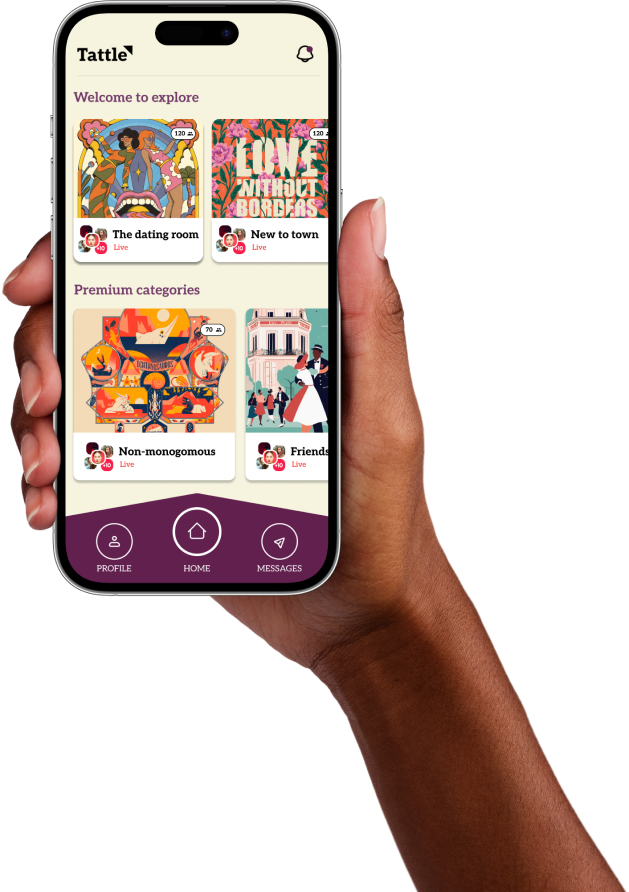 Tattle
Welcome to explore
120
120
LOVE
WITHOUT
BORDERS
The dating room
Live
+10
New to town
Live
+10
Premium categories
70
Non-monogomous
Live
+10
Friends
Live
+10
PROFILE
HOME
MESSAGES